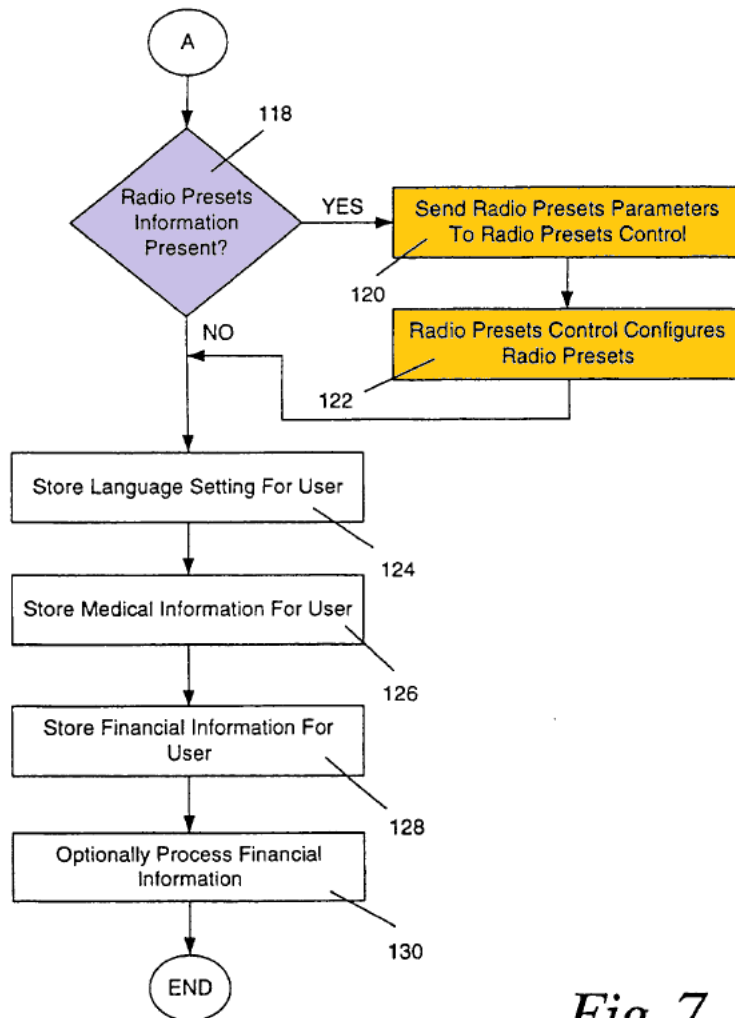 A
118
Radio Presets
Information
Present?
YES
Send Radio Presets Parameters
To Radio Presets Control
120
Radio Presets Control Configures
Radio Presets
122
NO
Store Language Setting For User
124
Store Medical Information For User
126
Store Financial Information For
User
128
Optionally Process Financial
Information
130
END
Fig. 7